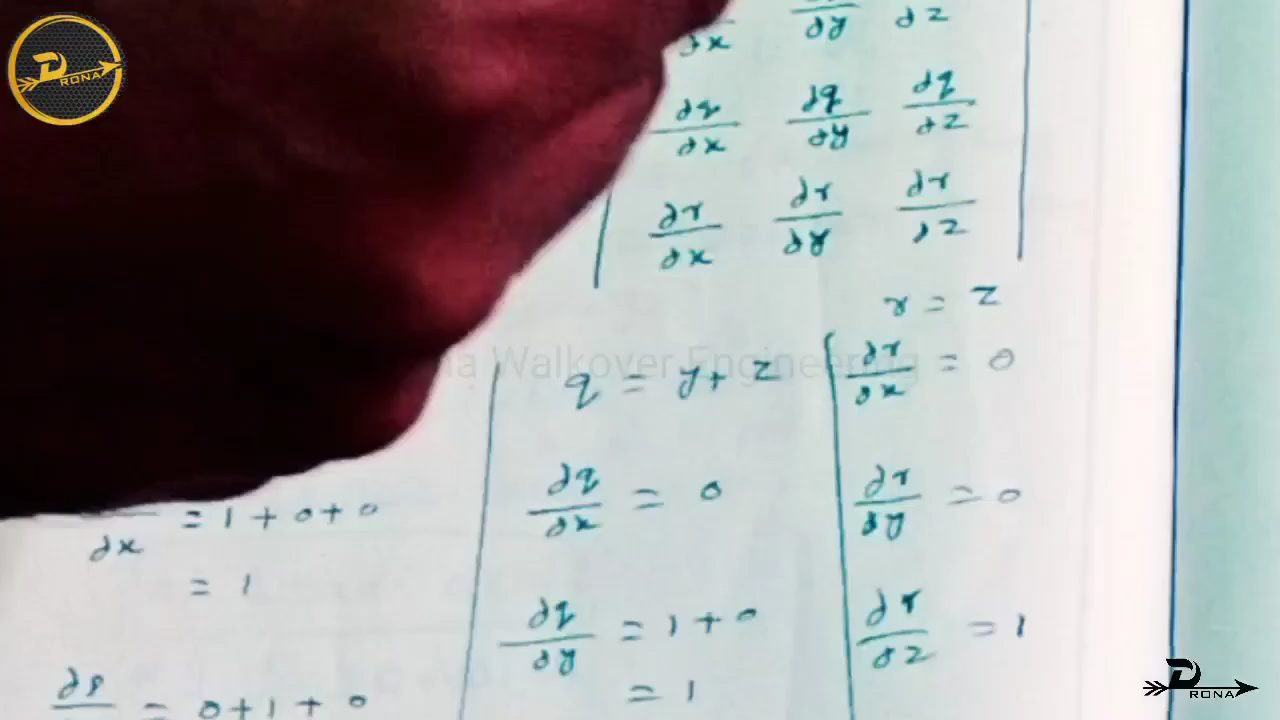 DRONA
∂x ∂y ∂z
∂q/∂x ∂q/∂y ∂q/∂z
∂r/∂x ∂r/∂y ∂r/∂z
Walkover Engineering
∂x = 1 + 0 + 0
= 1
= 0 + 1 + 0
q = y + z
∂q/∂x = 0
∂q/∂y = 1 + 0
= 1
r = z
∂r/∂x = 0
∂r/∂y = 0
∂r/∂z = 1
DRONA